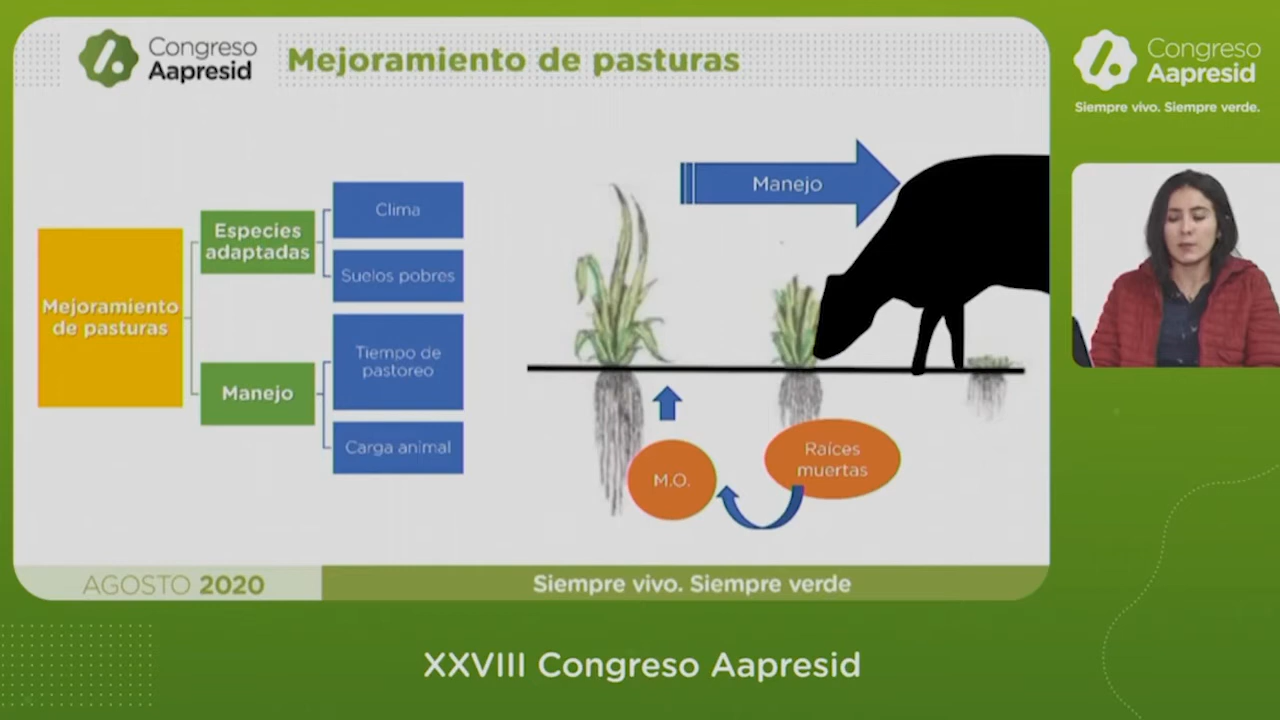 Congreso
Aapresid
Mejoramiento de pasturas
Congreso
Aapresid
Siempre vivo. Siempre verde.
Mejoramiento
de pasturas
Especies
adaptadas
Manejo
Clima
Suelos pobres
Tiempo de
pastoreo
Carga animal
Manejo
M.O.
Raíces
muertas
AGOSTO 2020
Siempre vivo. Siempre verde
XXVIII Congreso Aapresid